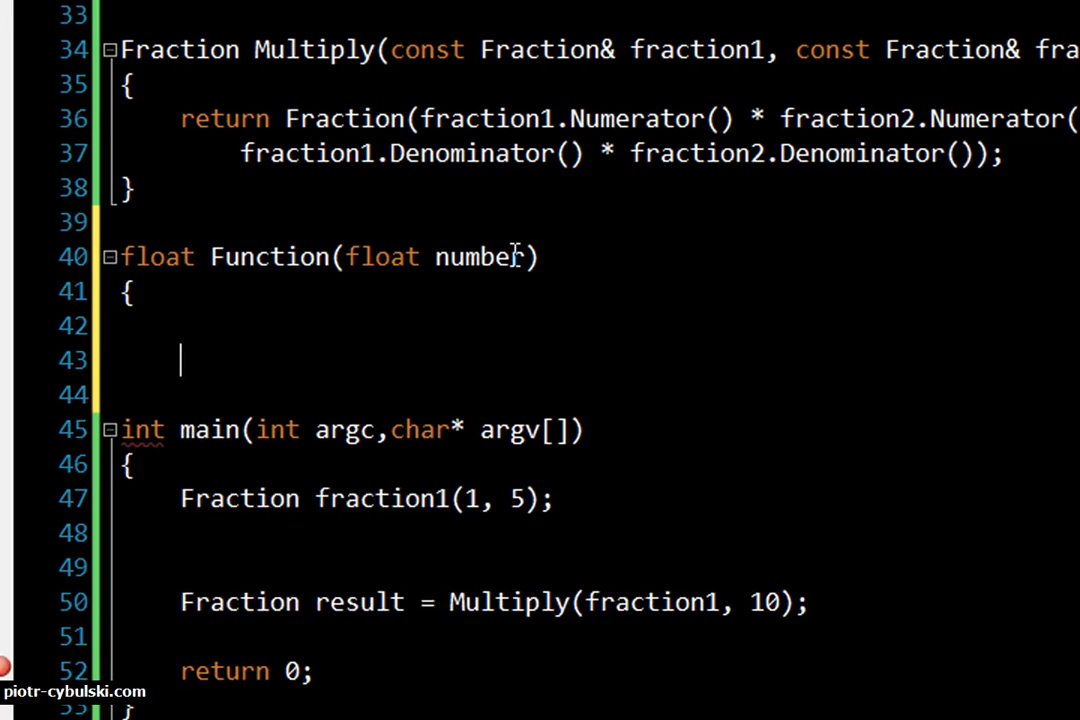 33
34 Fraction Multiply(const Fraction& fraction1, const Fraction& fra
35 {
36 return Fraction(fraction1.Numerator() * fraction2.Numerator(
37 fraction1.Denominator() * fraction2.Denominator());
38 }
39
40 float Function(float number)
41 {
42
43
44
45 int main(int argc,char* argv[])
46 {
47 Fraction fraction1(1, 5);
48
49
50 Fraction result = Multiply(fraction1, 10);
51
52 return 0;
piotr-cybulski.com
53 }